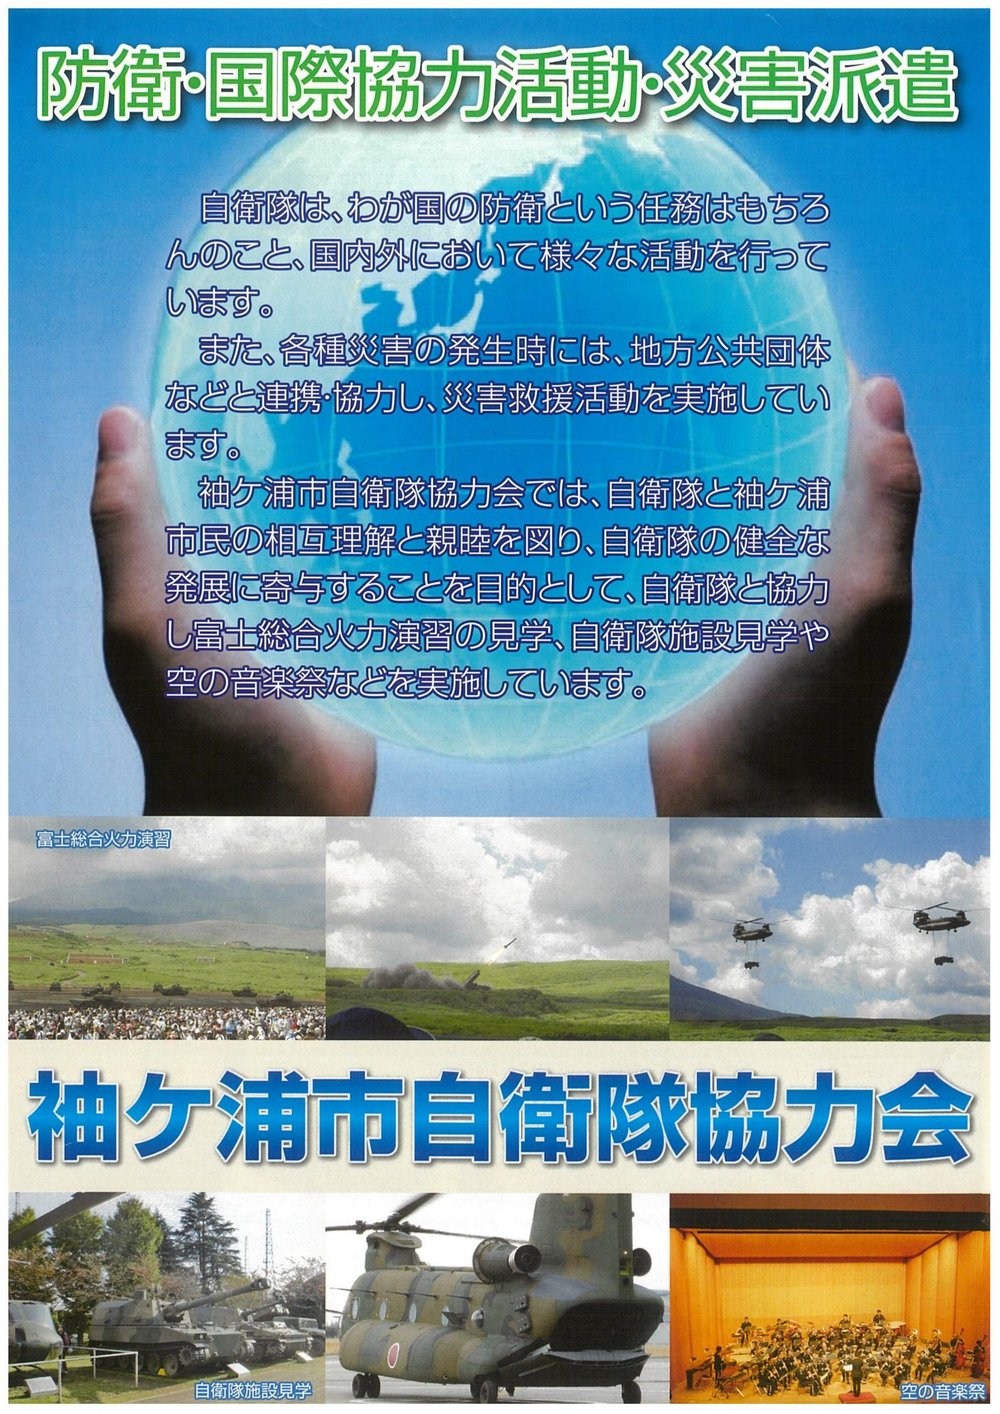 防衛・国際協力活動・災害派遣
自衛隊は、わが国の防衛という任務はもちろ
んのこと、国内外において様々な活動を行って
います。
また、各種災害の発生時には、地方公共団体
などと連携・協力し、災害救援活動を実施してい
ます。
袖ケ浦市自衛隊協力会では、自衛隊と袖ケ浦
市民の相互理解と親睦を図り、自衛隊の健全な
発展に寄与することを目的として、自衛隊と協力
し富士総合火力演習の見学、自衛隊施設見学や
空の音楽祭などを実施しています。
富士総合火力演習
袖ケ浦市自衛隊協力会
自衛隊施設見学
空の音楽祭